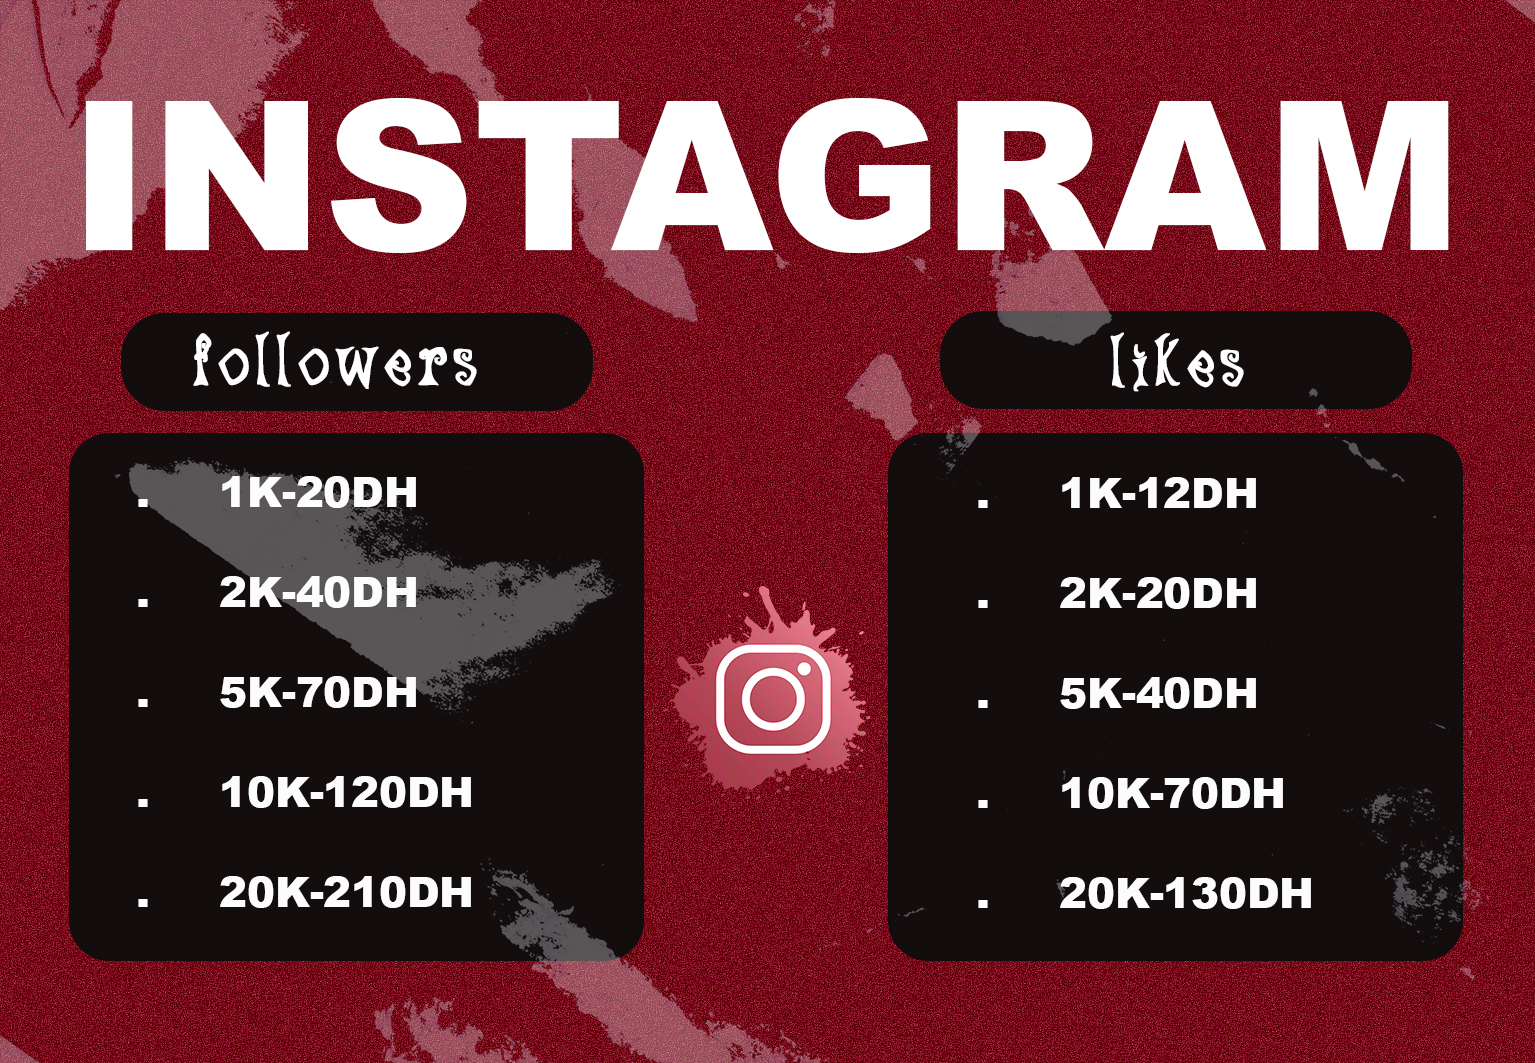 INSTAGRAM
followers
. 1K-20DH
. 2K-40DH
. 5K-70DH
. 10K-120DH
. 20K-210DH
likes
. 1K-12DH
. 2K-20DH
. 5K-40DH
. 10K-70DH
. 20K-130DH